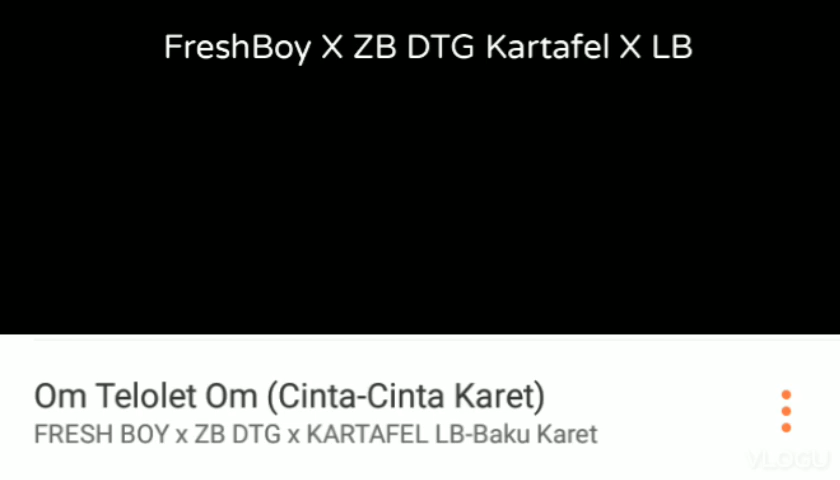 FreshBoy X ZB DTG Kartafel X LB
Om Telolet Om (Cinta-Cinta Karet)
FRESH BOY x ZB DTG x KARTAFEL LB-Baku Karet
VLOGU